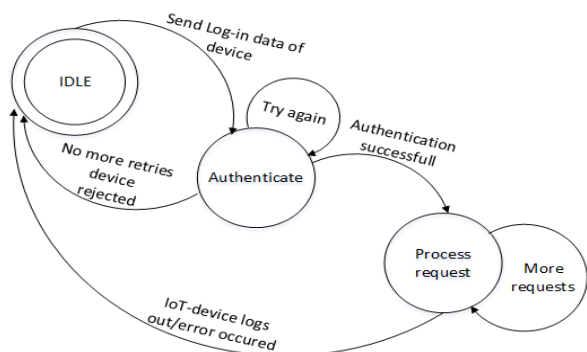 Send Log-in data of
device
IDLE
Try again
Authentication
successfull
No more retries
device
rejected
Authenticate
Process
request
More
requests
IoT-device logs
out/error occured